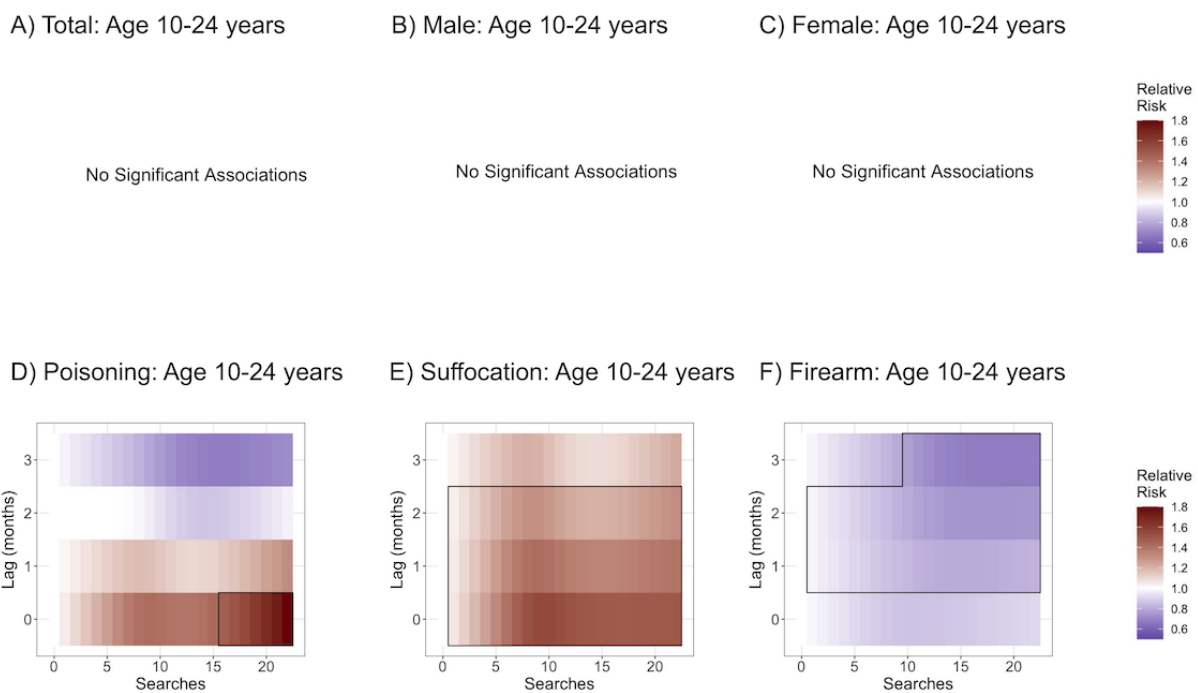 A) Total: Age 10-24 years
B) Male: Age 10-24 years
C) Female: Age 10-24 years
No Significant Associations
No Significant Associations
No Significant Associations
Relative
Risk
1.8
1.6
1.4
1.2
1.0
0.8
0.6
D) Poisoning: Age 10-24 years
E) Suffocation: Age 10-24 years
F) Firearm: Age 10-24 years
Lag (months)
3
2
1
0
0 5 10 15 20
Searches
Lag (months)
3
2
1
0
0 5 10 15 20
Searches
Lag (months)
3
2
1
0
0 5 10 15 20
Searches
Relative
Risk
1.8
1.6
1.4
1.2
1.0
0.8
0.6